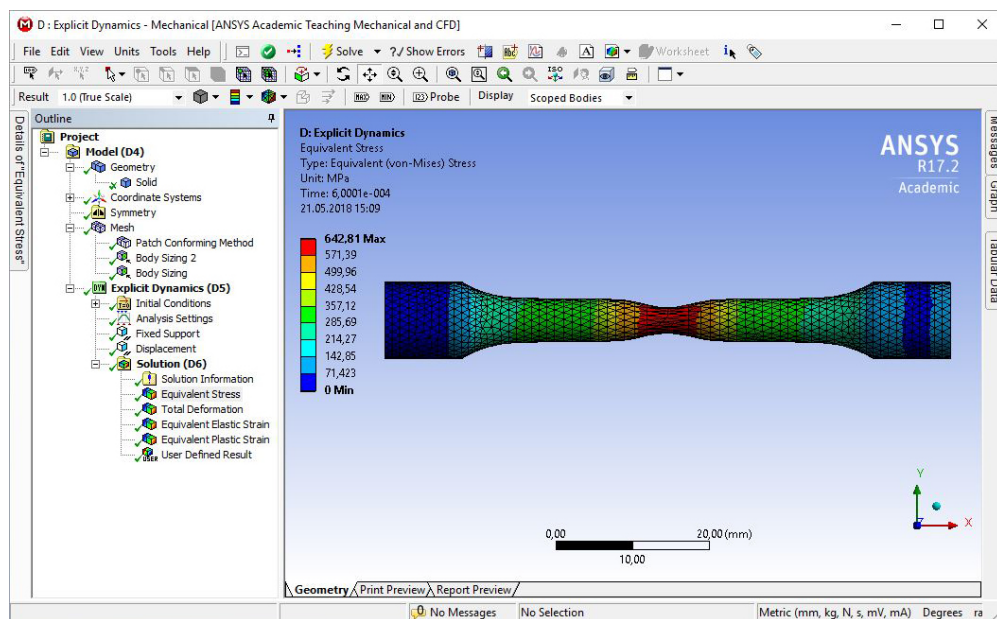 D : Explicit Dynamics - Mechanical [ANSYS Academic Teaching Mechanical and CFD]
File Edit View Units Tools Help Solve ?/ Show Errors Worksheet
Result 1.0 (True Scale) MAX MIN Probe Display Scoped Bodies
Outline
Details of "Equivalent Stress"
Project
Model (D4)
Geometry
Solid
Coordinate Systems
Symmetry
Mesh
Patch Conforming Method
Body Sizing 2
Body Sizing
Explicit Dynamics (D5)
Initial Conditions
Analysis Settings
Fixed Support
Displacement
Solution (D6)
Solution Information
Equivalent Stress
Total Deformation
Equivalent Elastic Strain
Equivalent Plastic Strain
User Defined Result
D: Explicit Dynamics
Equivalent Stress
Type: Equivalent (von-Mises) Stress
Unit: MPa
Time: 6,0001e-004
21.05.2018 15:09
642,81 Max
571,39
499,96
428,54
357,12
285,69
214,27
142,85
71,423
0 Min
ANSYS
R17.2
Academic
Messages
Graph
Tabular Data
Y
Z
X
0,00 20,00 (mm)
10,00
Geometry Print Preview Report Preview
No Messages No Selection Metric (mm, kg, N, s, mV, mA) Degrees ra